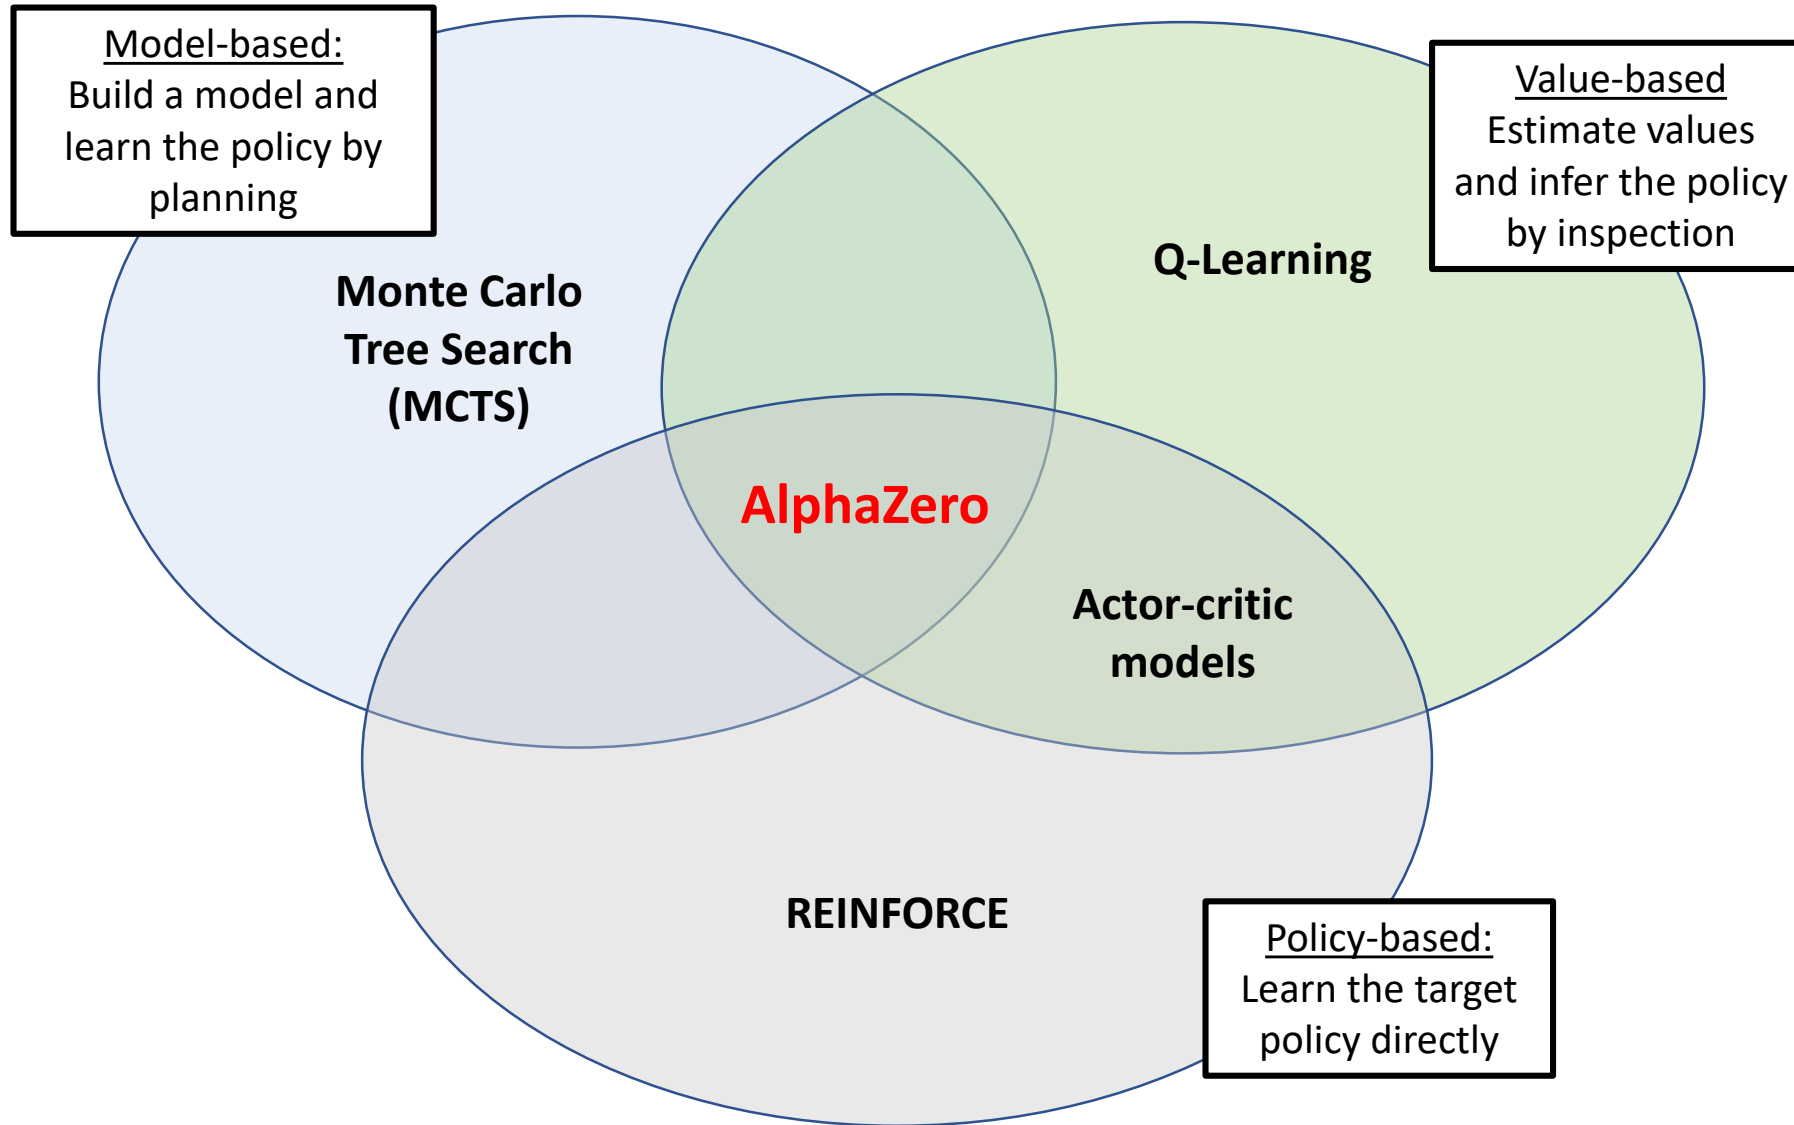 Model-based:
Build a model and
learn the policy by
planning
Value-based
Estimate values
and infer the policy
by inspection
Q-Learning
Monte Carlo
Tree Search
(MCTS)
AlphaZero
Actor-critic
models
REINFORCE
Policy-based:
Learn the target
policy directly